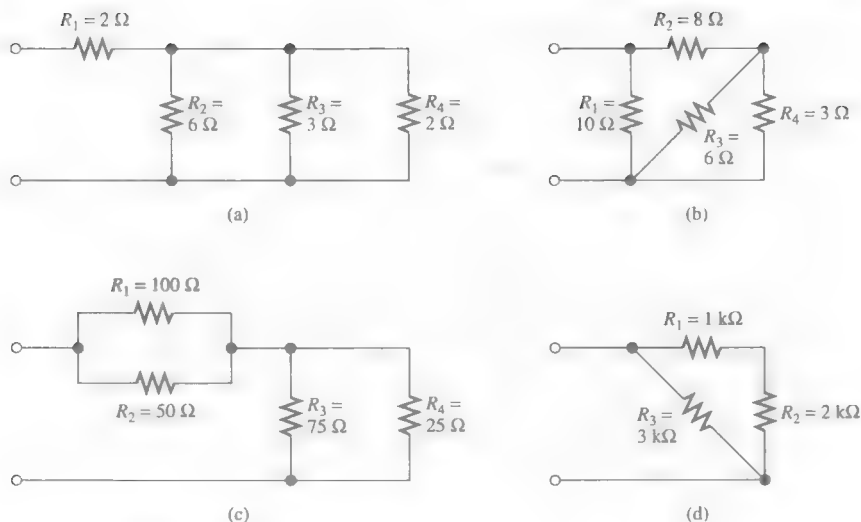 R₁ = 2 Ω
R₂ =
6 Ω
R₃ =
3 Ω
R₄ =
2 Ω
(a)
R₂ = 8 Ω
R₁ =
10 Ω
R₃ =
6 Ω
R₄ = 3 Ω
(b)
R₁ = 100 Ω
R₂ = 50 Ω
R₃ =
75 Ω
R₄ =
25 Ω
(c)
R₁ = 1 kΩ
R₃ =
3 kΩ
R₂ = 2 kΩ
(d)